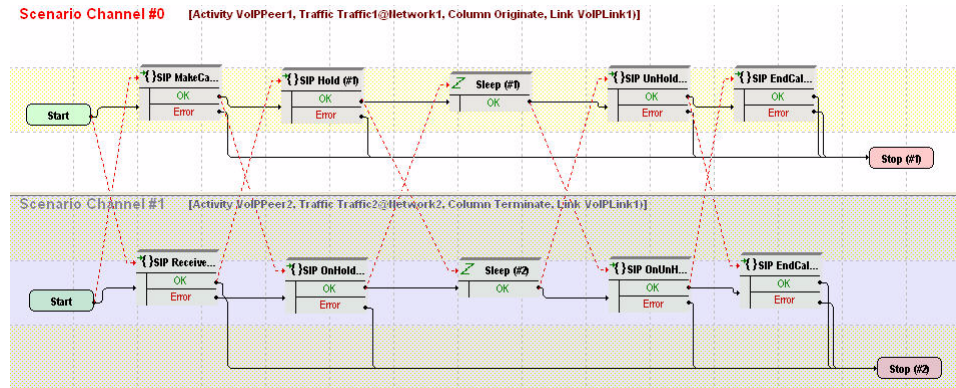 Scenario Channel #0 [Activity VoIPPeer1, Traffic Traffic1@Network1, Column Originate, Link VoIPLink1)]
{}SIP MakeCa... {}SIP Hold (#1) Sleep (#1) {}SIP UnHold... {}SIP EndCal...
OK OK OK OK OK
Error Error Error Error
Start
Stop (#1)
Scenario Channel #1 [Activity VoIPPeer2, Traffic Traffic2@Network2, Column Terminate, Link VoIPLink1)]
{}SIP Receive... {}SIP OnHold... Sleep (#2) {}SIP OnUnH... {}SIP EndCal...
OK OK OK OK OK
Error Error Error Error
Start
Stop (#2)